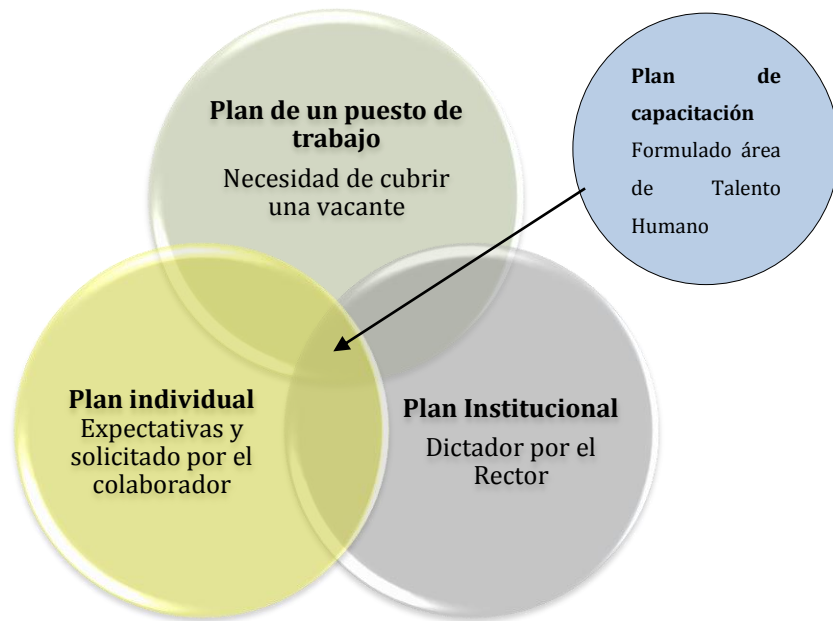 Plan de un puesto de
trabajo
Necesidad de cubrir
una vacante
Plan de
capacitación
Formulado área
de Talento
Humano
Plan individual
Expectativas y
solicitado por el
colaborador
Plan Institucional
Dictador por el
Rector